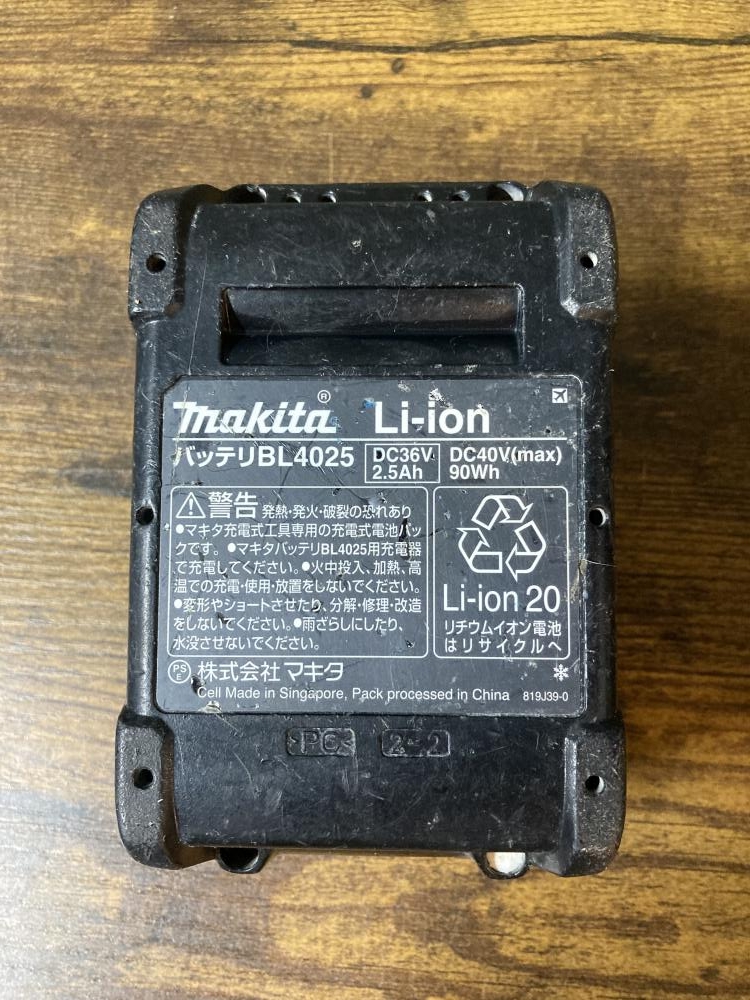 makita® Li-ion
バッテリBL4025 DC36V DC40V(max)
2.5Ah 90Wh
警告 発熱・発火・破裂の恐れあり
●マキタ充電式工具専用の充電式電池パッ
クです。●マキタバッテリBL4025用充電器
で充電してください。●火中投入、加熱、高
温での充電・使用・放置をしないでください。
●変形やショートさせたり、分解・修理・改造
をしないでください。●雨ざらしにしたり、
水没させないでください。
Li-ion 20
リチウムイオン電池
はリサイクルへ
PSE 株式会社マキタ
Cell Made in Singapore, Pack processed in China 819J39-0
>PC< 2-2